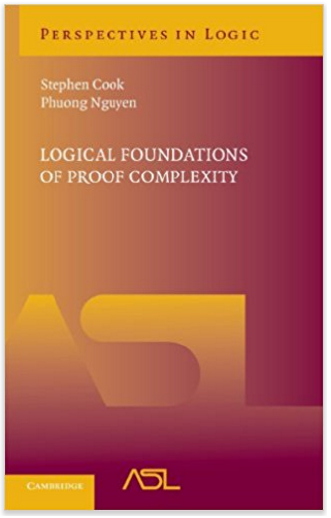 PERSPECTIVES IN LOGIC
Stephen Cook
Phuong Nguyen
LOGICAL FOUNDATIONS
OF PROOF COMPLEXITY
CAMBRIDGE
ASL